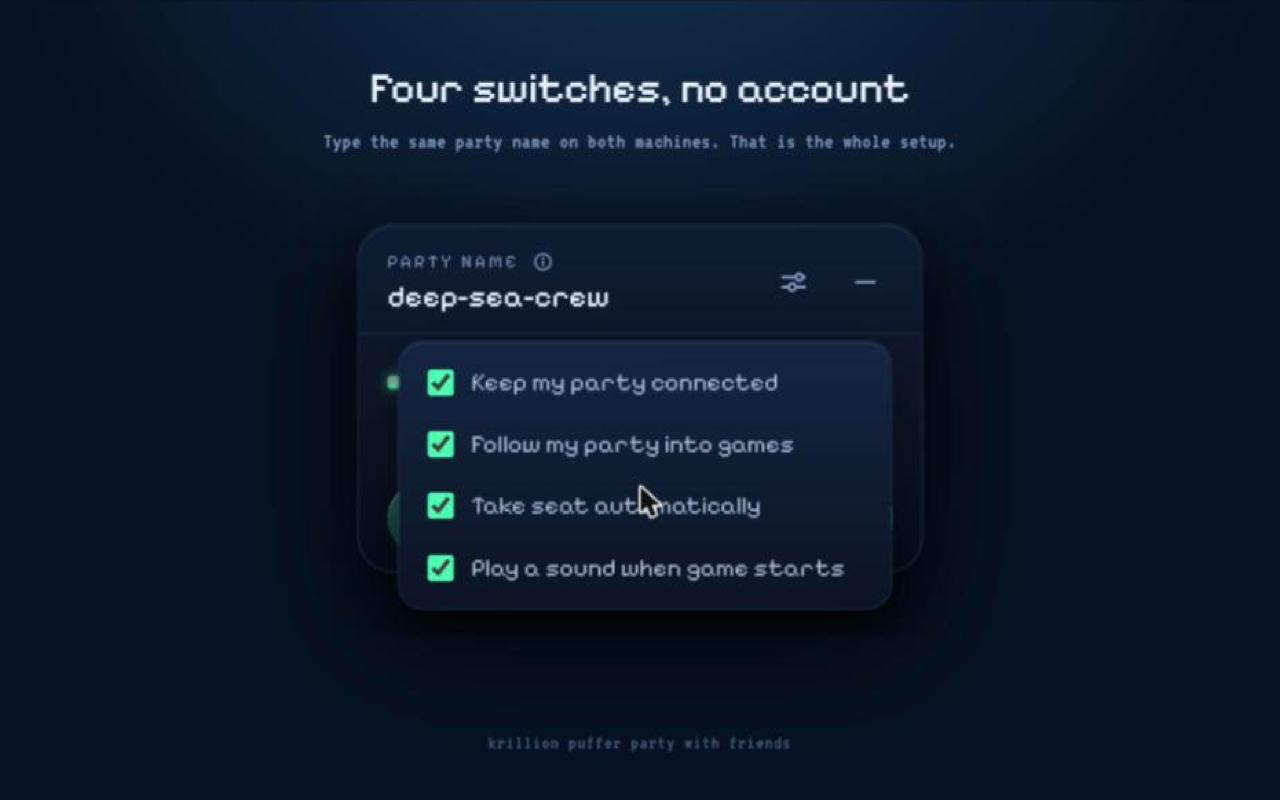 Four switches, no account
Type the same party name on both machines. That is the whole setup.
PARTY NAME
deep-sea-crew
Keep my party connected
Follow my party into games
Take seat automatically
Play a sound when game starts
krillion puffer party with friends